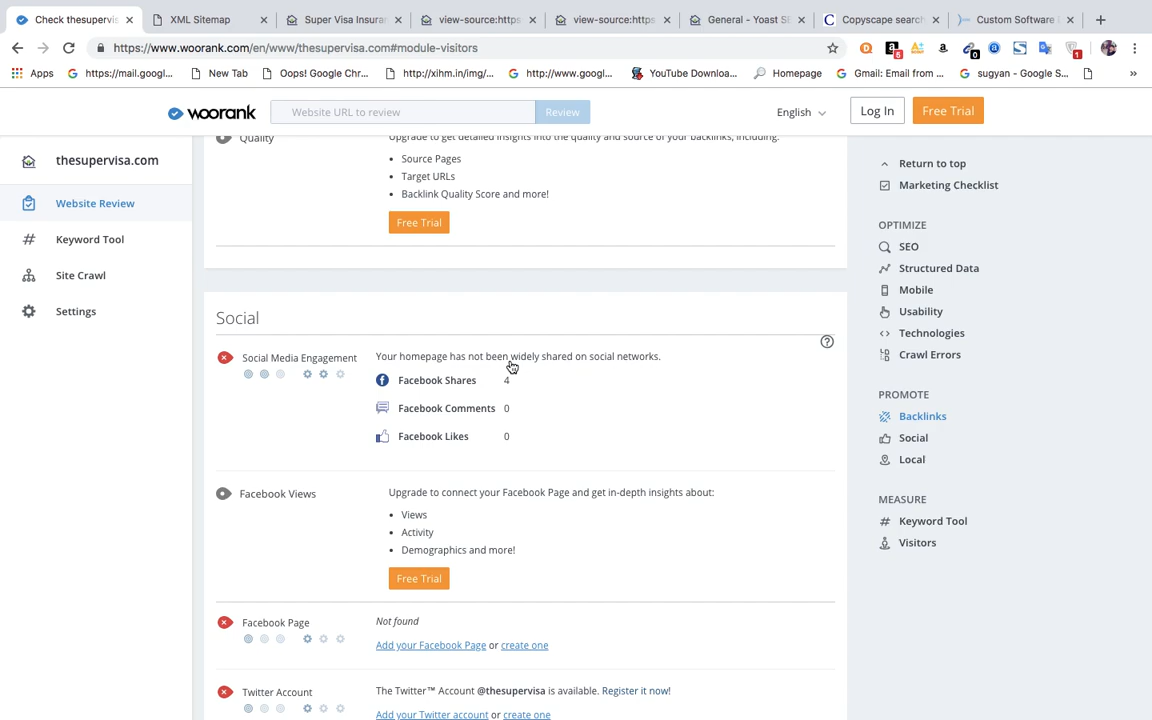 Check thesupervis
XML Sitemap
Super Visa Insuran
view-source:https
view-source:https
General - Yoast SE
Copyscape search
Custom Software
https://www.woorank.com/en/www/thesupervisa.com#module-visitors
5
0
1
Apps
https://mail.googl...
New Tab
Oops! Google Chr...
http://xihm.in/img/...
http://www.googl...
YouTube Downloa...
Homepage
Gmail: Email from ...
sugyan - Google S...
»
woorank
Website URL to review
Review
English
Log In
Free Trial
thesupervisa.com
Website Review
Keyword Tool
Site Crawl
Settings
Quality
Upgrade to get detailed insights into the quality and source of your backlinks, including:
Source Pages
Target URLs
Backlink Quality Score and more!
Free Trial
Social
Social Media Engagement
Your homepage has not been widely shared on social networks.
Facebook Shares 4
Facebook Comments 0
Facebook Likes 0
Facebook Views
Upgrade to connect your Facebook Page and get in-depth insights about:
Views
Activity
Demographics and more!
Free Trial
Facebook Page
Not found
Add your Facebook Page or create one
Twitter Account
The Twitter™ Account @thesupervisa is available. Register it now!
Add your Twitter account or create one
Return to top
Marketing Checklist
OPTIMIZE
SEO
Structured Data
Mobile
Usability
Technologies
Crawl Errors
PROMOTE
Backlinks
Social
Local
MEASURE
Keyword Tool
Visitors